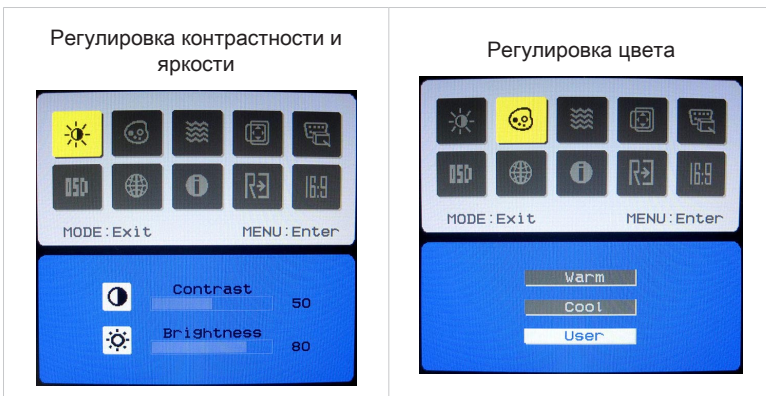 Регулировка контрастности и
яркости
OSD
R
16:9
MODE:Exit
MENU:Enter
Contrast
50
Brightness
80
Регулировка цвета
OSD
R
16:9
MODE:Exit
MENU:Enter
Warm
Cool
User